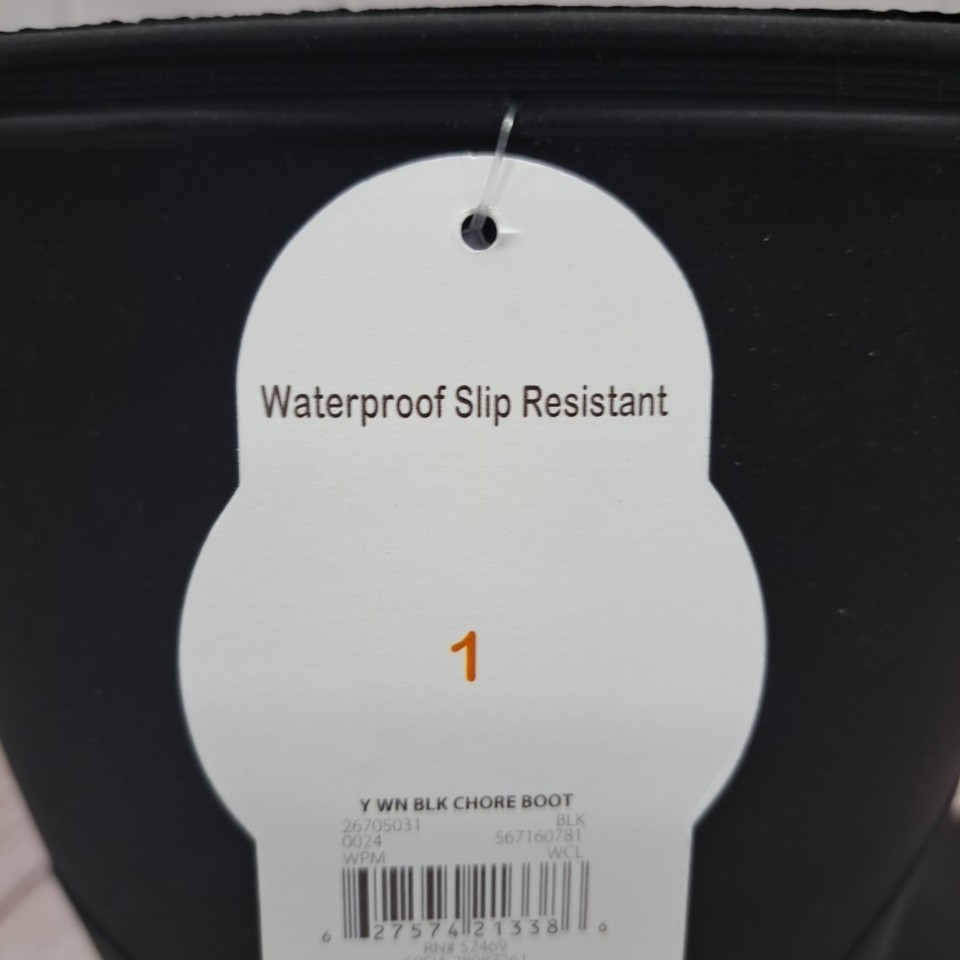 Waterproof Slip Resistant
1
Y WN BLK CHORE BOOT
26705031 BLK
0024 567160781
WPM WCL
6 27574 21338 6
RN# 52469